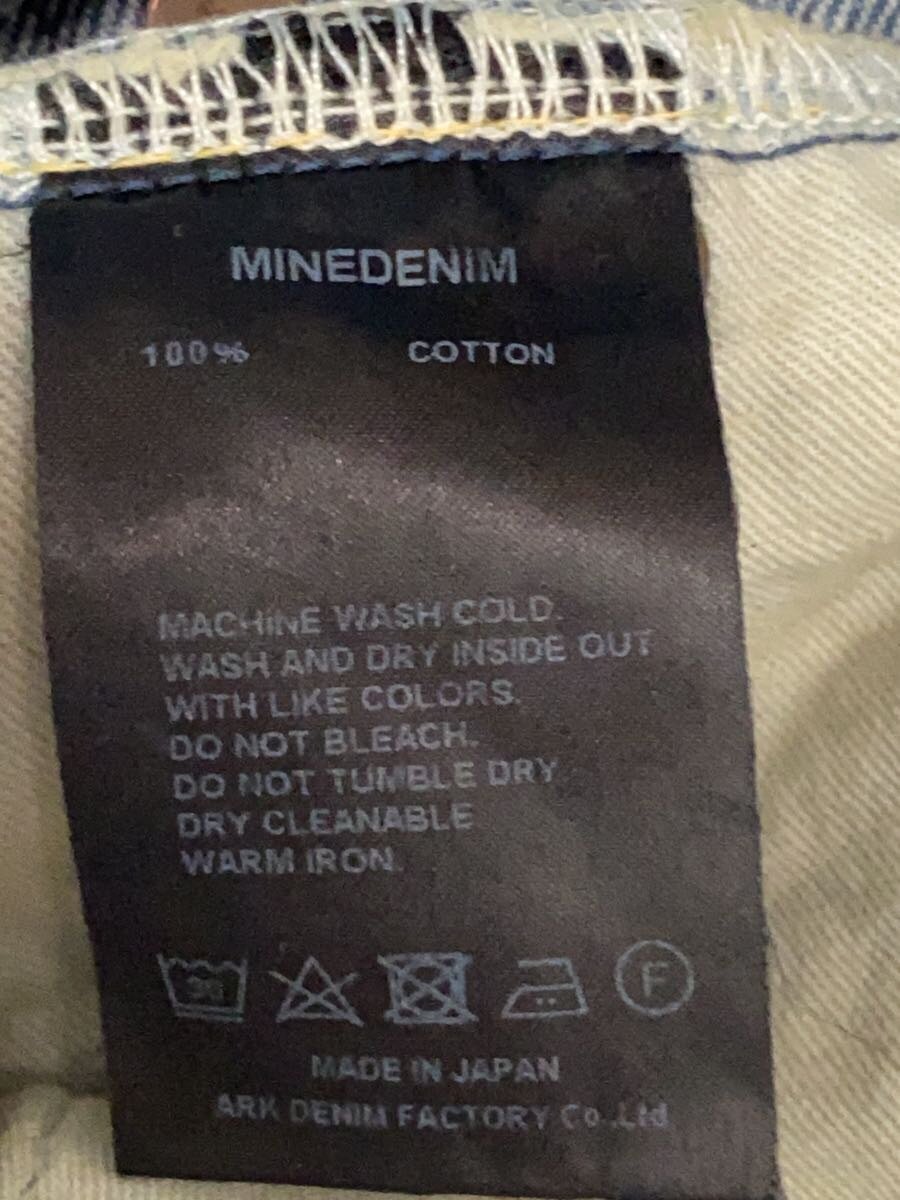 MINEDENIM
100% COTTON
MACHINE WASH COLD.
WASH AND DRY INSIDE OUT
WITH LIKE COLORS.
DO NOT BLEACH.
DO NOT TUMBLE DRY
DRY CLEANABLE
WARM IRON.
30 F
MADE IN JAPAN
ARK DENIM FACTORY Co.,Ltd